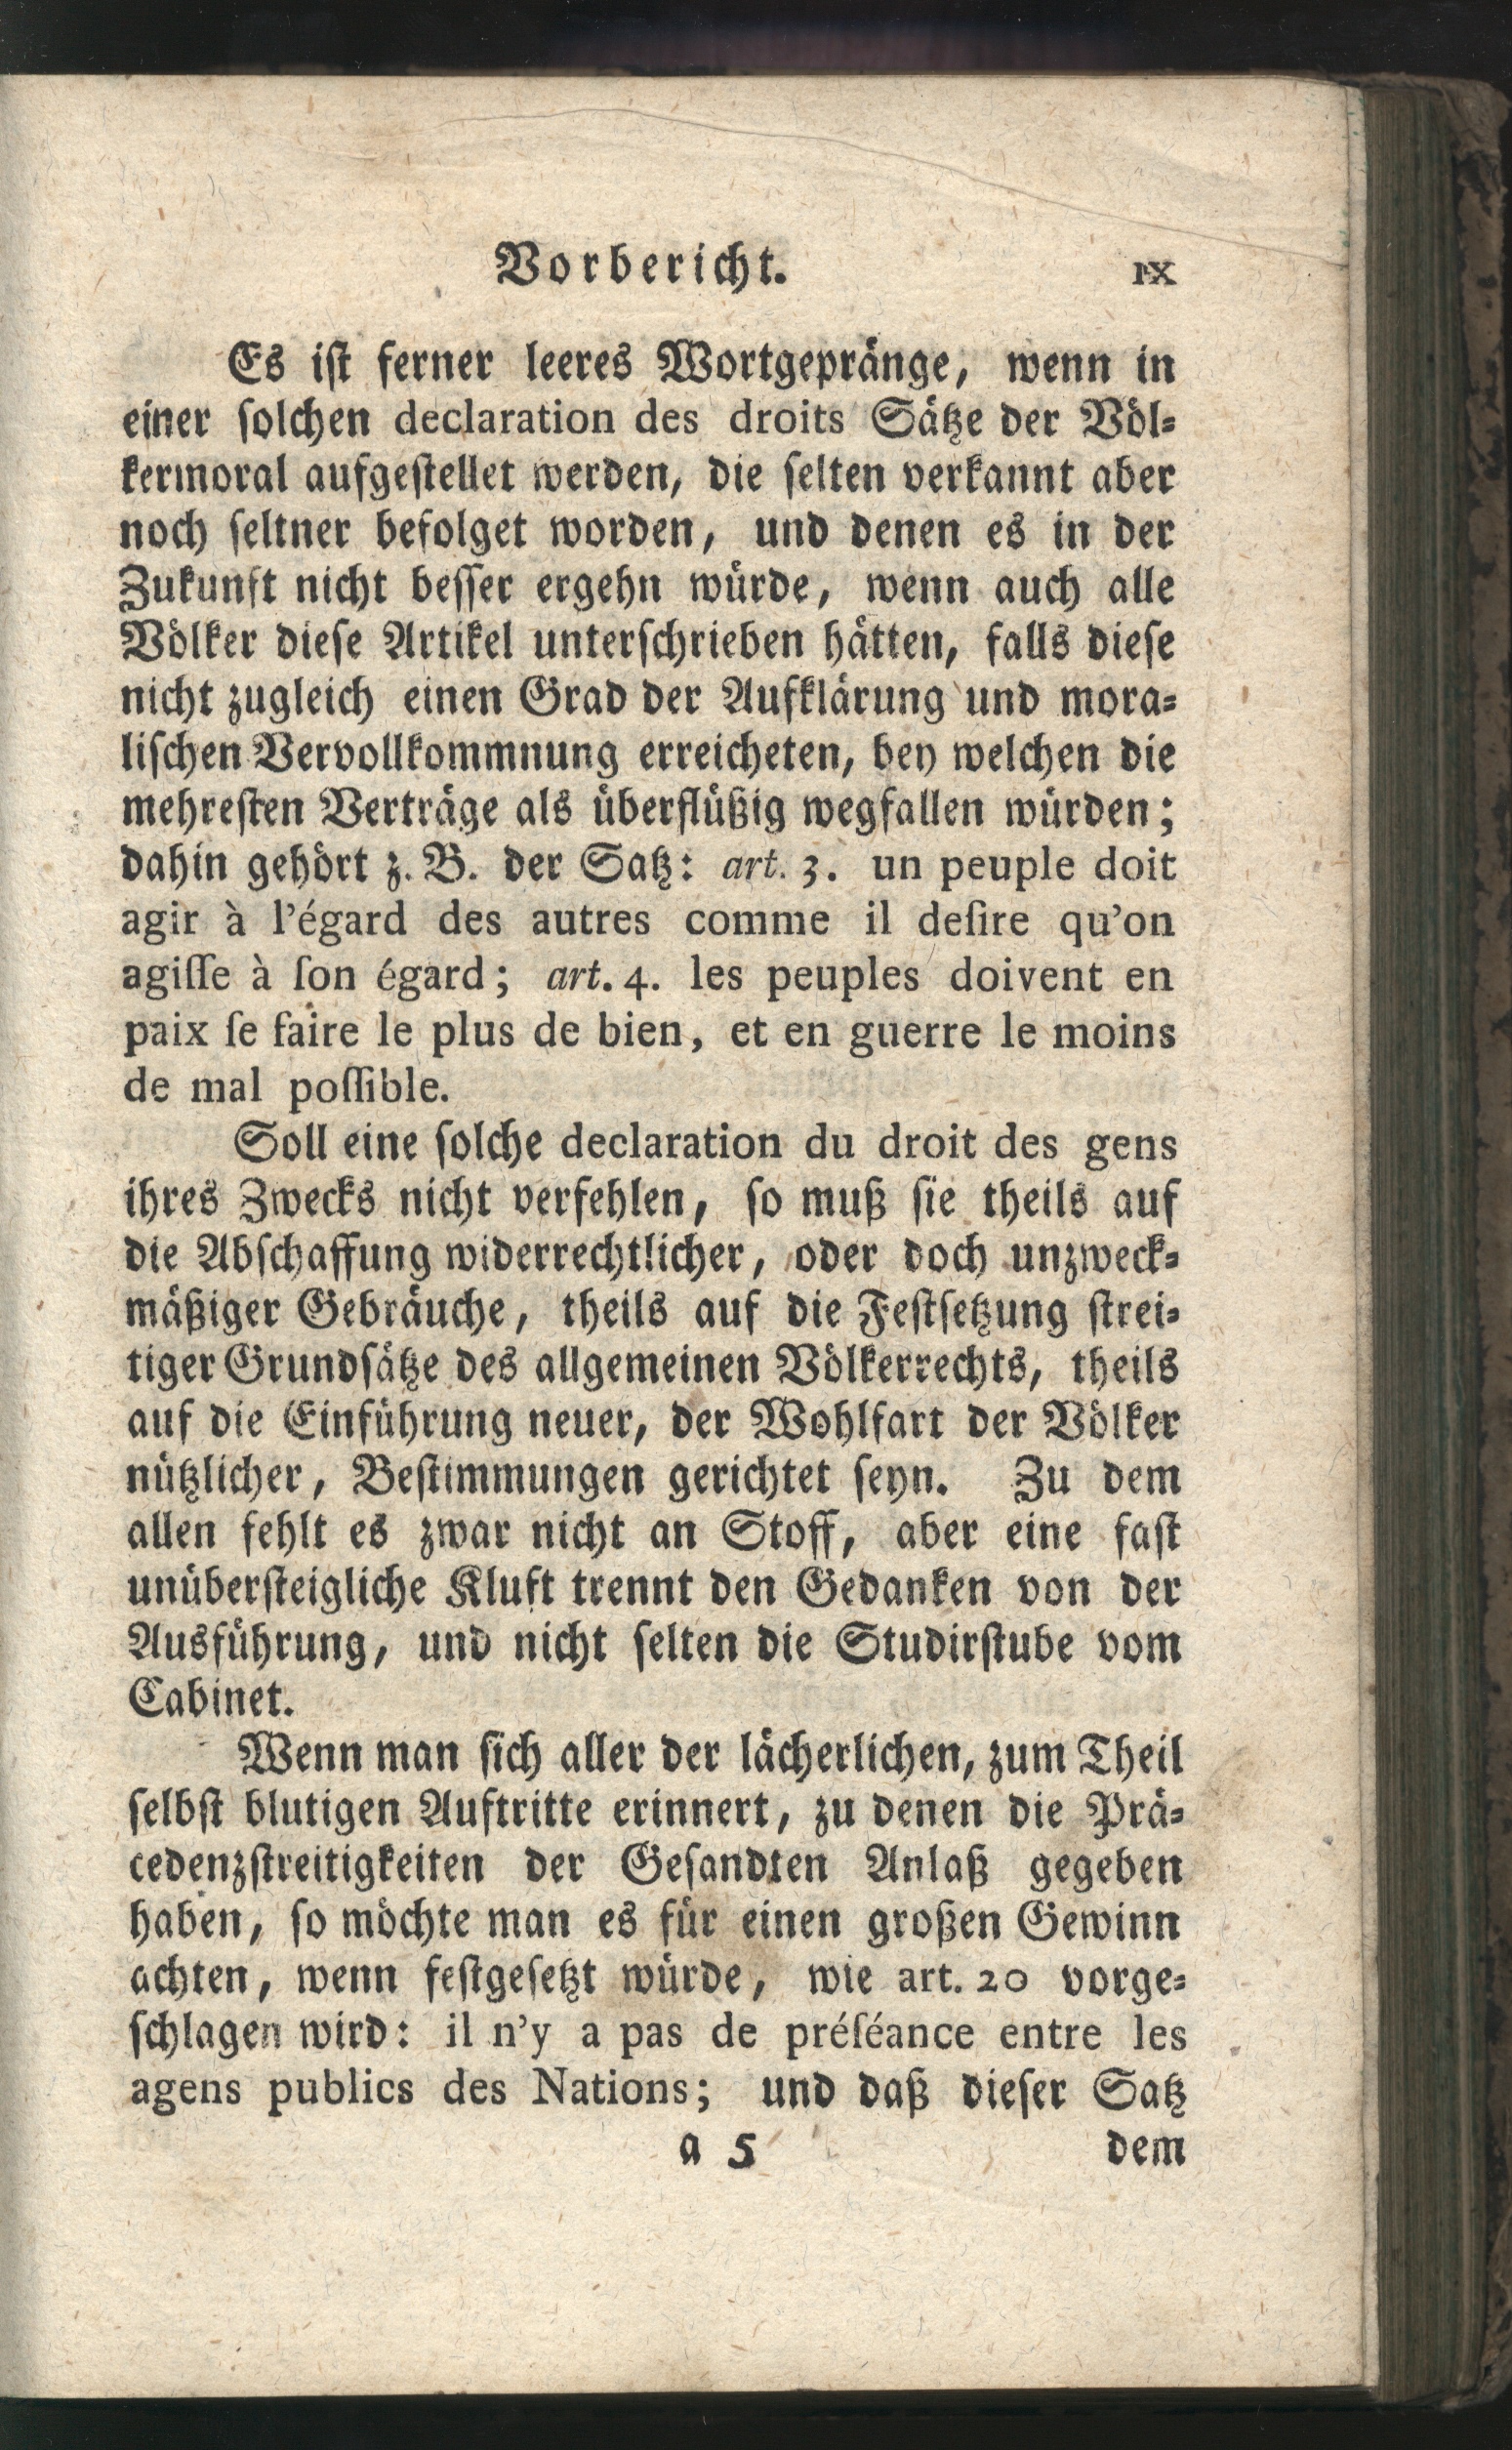 Vorbericht. IX
Es iſt ferner leeres Wortgepränge, wenn in
einer ſolchen declaration des droits Sätze der Völ⸗
kermoral aufgeſtellet werden, die ſelten verkannt aber
noch ſeltner befolget worden, und denen es in der
Zukunft nicht beſſer ergehn würde, wenn auch alle
Völker dieſe Artikel unterſchrieben hätten, falls dieſe
nicht zugleich einen Grad der Aufklärung und mora⸗
liſchen Vervollkommnung erreicheten, bey welchen die
mehreſten Verträge als überflüßig wegfallen würden;
dahin gehört z. B. der Satz: art. 3. un peuple doit
agir à l'égard des autres comme il deſire qu'on
agiſſe à ſon égard; art. 4. les peuples doivent en
paix ſe faire le plus de bien, et en guerre le moins
de mal poſſible.
Soll eine ſolche declaration du droit des gens
ihres Zwecks nicht verfehlen, ſo muß ſie theils auf
die Abſchaffung widerrechtlicher, oder doch unzweck⸗
mäßiger Gebräuche, theils auf die Feſtſetzung ſtrei⸗
tiger Grundſätze des allgemeinen Völkerrechts, theils
auf die Einführung neuer, der Wohlfart der Völker
nützlicher, Beſtimmungen gerichtet ſeyn. Zu dem
allen fehlt es zwar nicht an Stoff, aber eine faſt
unüberſteigliche Kluft trennt den Gedanken von der
Ausführung, und nicht ſelten die Studirſtube vom
Cabinet.
Wenn man ſich aller der lächerlichen, zum Theil
ſelbſt blutigen Auftritte erinnert, zu denen die Prä⸗
cedenzſtreitigkeiten der Geſandten Anlaß gegeben
haben, ſo möchte man es für einen großen Gewinn
achten, wenn feſtgeſetzt würde, wie art. 20 vorge⸗
ſchlagen wird: il n'y a pas de préſéance entre les
agens publics des Nations; und daß dieſer Satz
a 5 dem